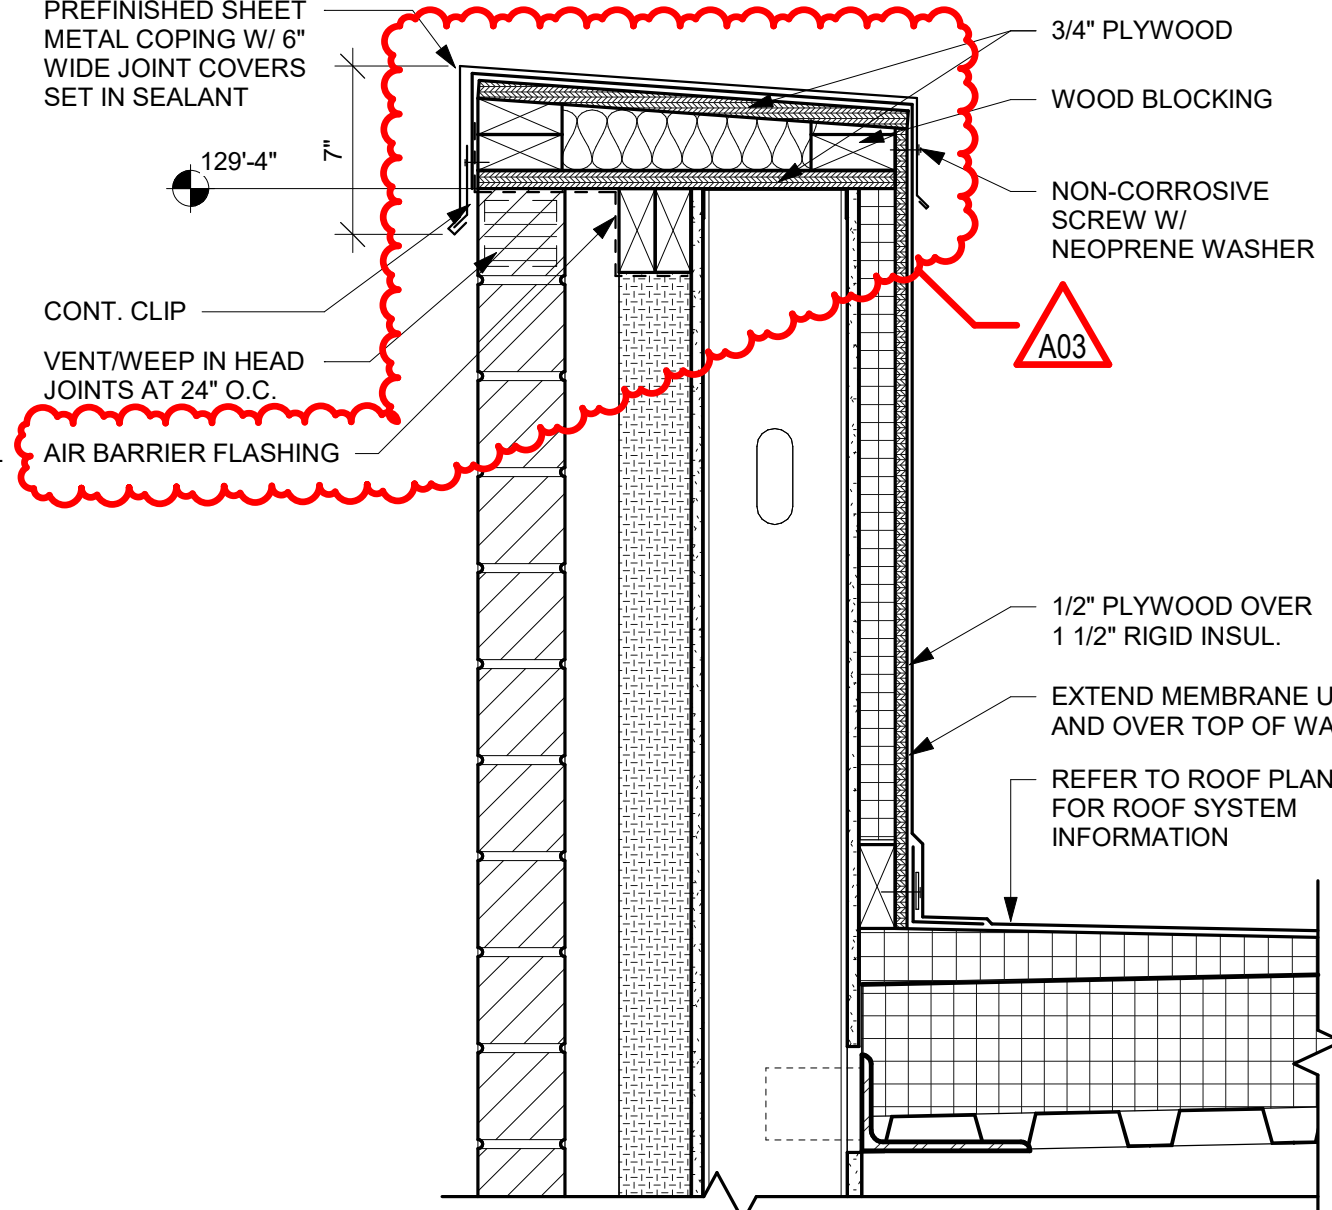 PREFINISHED SHEET
METAL COPING W/ 6"
WIDE JOINT COVERS
SET IN SEALANT
129'-4"
7"
CONT. CLIP
VENT/WEEP IN HEAD
JOINTS AT 24" O.C.
AIR BARRIER FLASHING
3/4" PLYWOOD
WOOD BLOCKING
NON-CORROSIVE
SCREW W/
NEOPRENE WASHER
A03
1/2" PLYWOOD OVER
1 1/2" RIGID INSUL.
EXTEND MEMBRANE
AND OVER TOP OF
REFER TO ROOF PLAN
FOR ROOF SYSTEM
INFORMATION